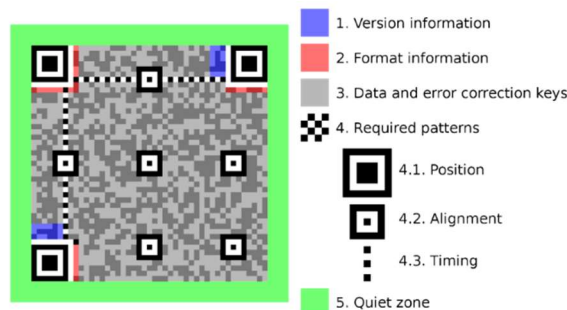 1. Version information
2. Format information
3. Data and error correction keys
4. Required patterns
4.1. Position
4.2. Alignment
4.3. Timing
5. Quiet zone